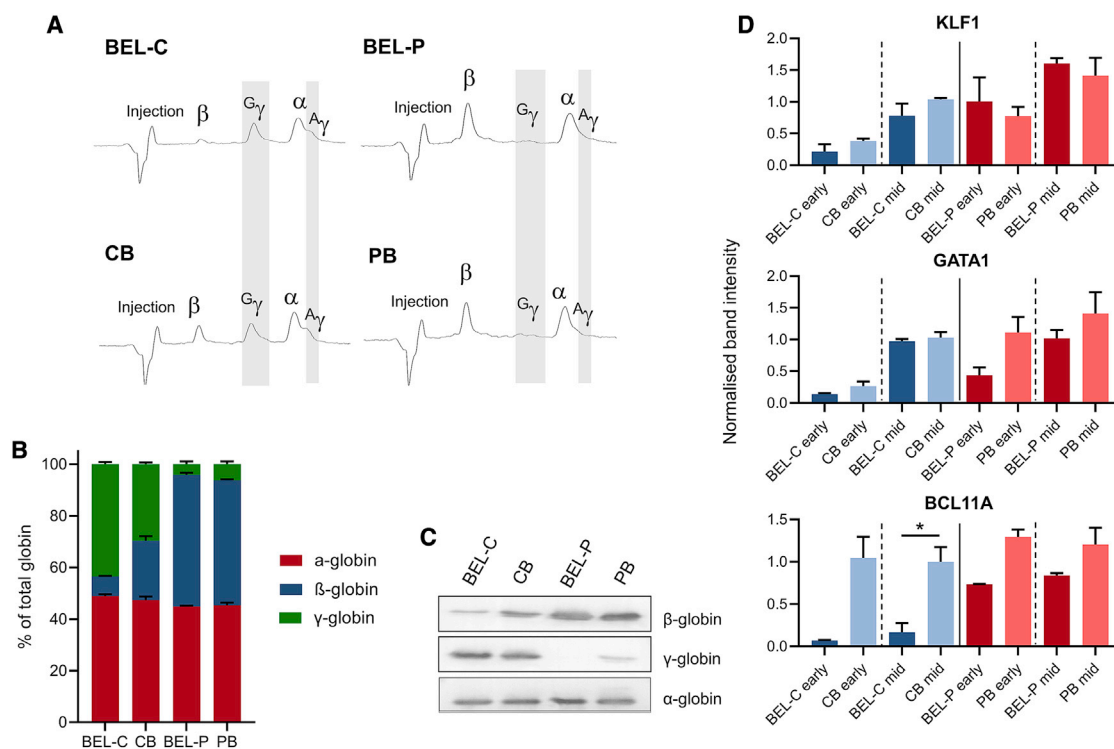 A
BEL-C
Injection
β
Gγ
α
Aγ
BEL-P
Injection
β
Gγ
α
Aγ
CB
Injection
β
Gγ
α
Aγ
PB
Injection
β
Gγ
α
Aγ
B
% of total globin
100
80
60
40
20
0
BEL-C CB BEL-P PB
a-globin
ß-globin
γ-globin
C
BEL-C CB BEL-P PB
β-globin
γ-globin
α-globin
D
Normalised band intensity
KLF1
2.0
1.5
1.0
0.5
0.0
BEL-C early CB early BEL-C mid CB mid BEL-P early PB early BEL-P mid PB mid
GATA1
2.0
1.5
1.0
0.5
0.0
BEL-C early CB early BEL-C mid CB mid BEL-P early PB early BEL-P mid PB mid
BCL11A
1.5
1.0
0.5
0.0
*
BEL-C early CB early BEL-C mid CB mid BEL-P early PB early BEL-P mid PB mid